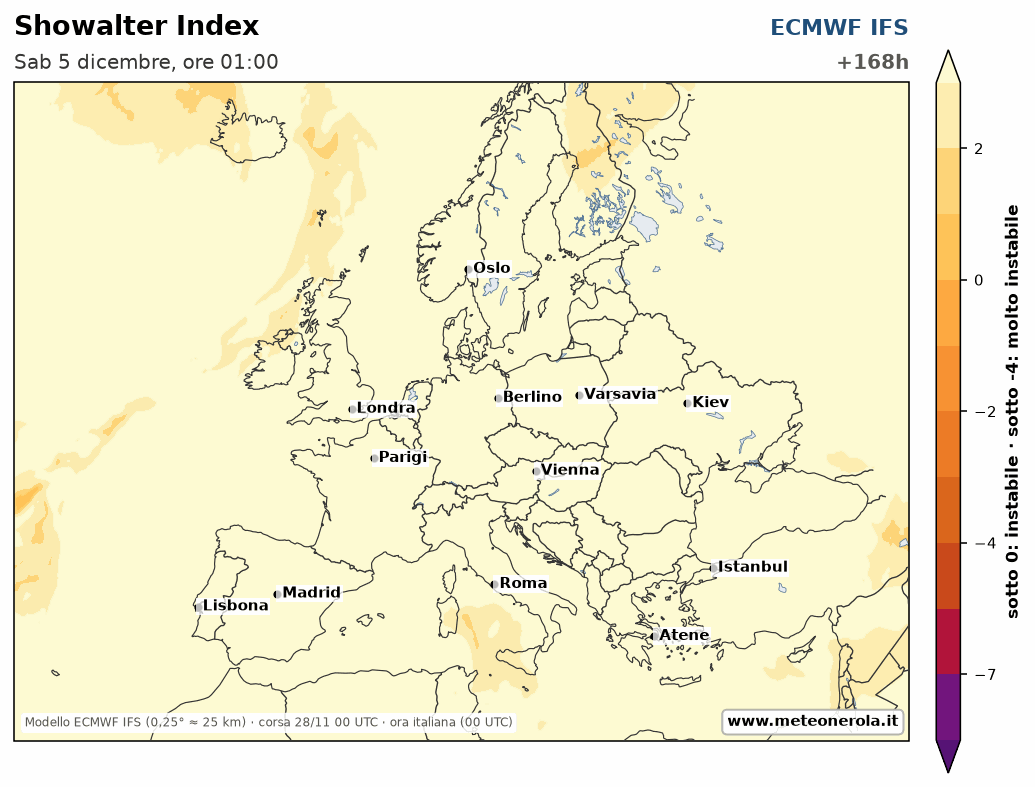 Showalter Index
ECMWF IFS
Sab 5 dicembre, ore 01:00
+168h
Oslo
Londra
Berlino
Varsavia
Kiev
Parigi
Vienna
Istanbul
Roma
Madrid
Lisbona
Atene
2
0
−2
−4
−7
sotto 0: instabile · sotto -4: molto instabile
Modello ECMWF IFS (0,25° ≈ 25 km) · corsa 28/11 00 UTC · ora italiana (00 UTC)
www.meteonerola.it